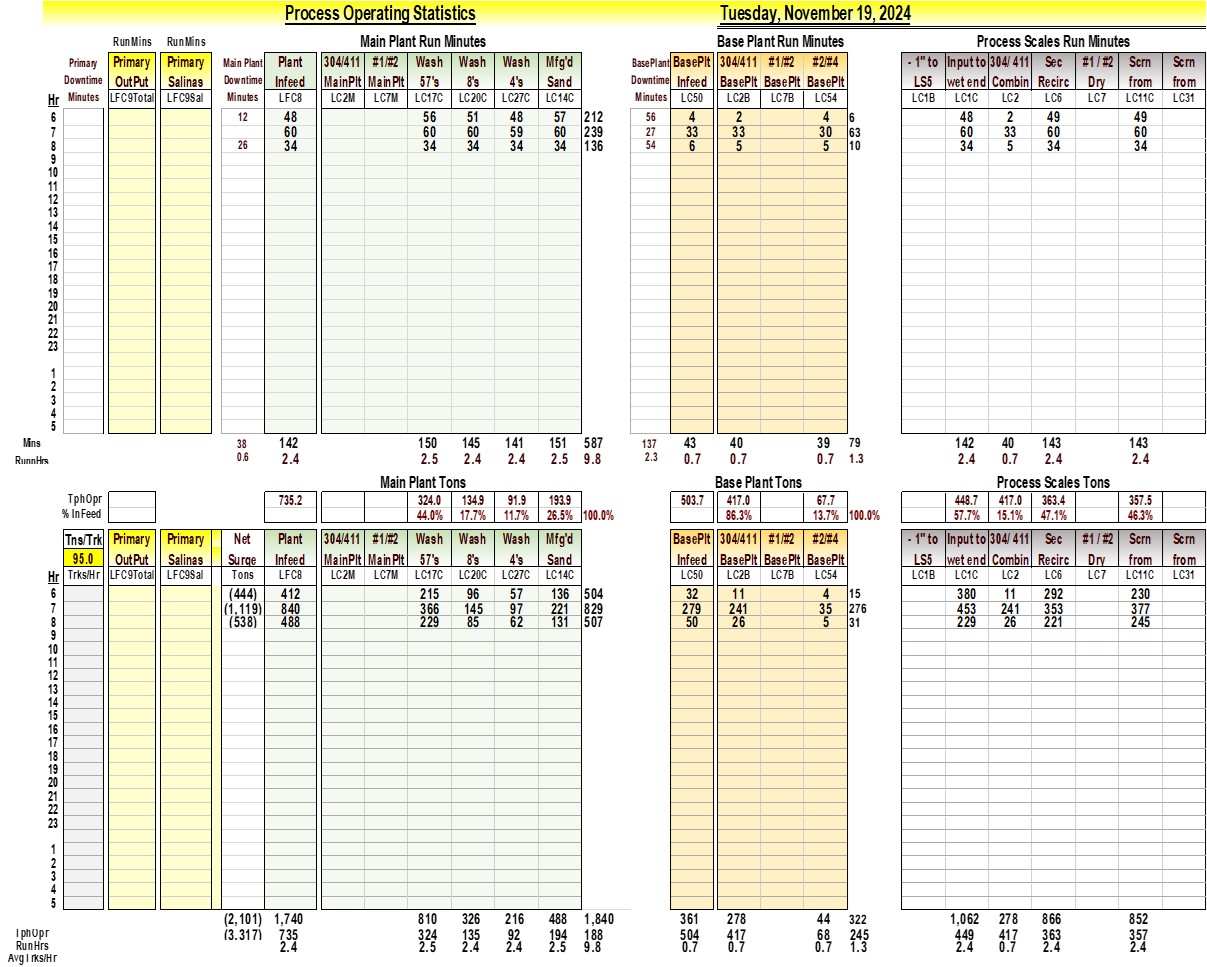 Process Operating Statistics Tuesday, November 19, 2024
RunMins RunMins Main Plant Run Minutes Base Plant Run Minutes Process Scales Run Minutes
Primary Primary Primary Main Plant Plant 304/411 #1/#2 Wash Wash Wash Mfg'd BasePlant BasePlt 304/411 #1/#2 #2/#4 - 1" to Input to 304/ 411 Sec #1 / #2 Scrn Scrn
Downtime OutPut Salinas Downtime Infeed MainPlt MainPlt 57's 8's 4's Sand Downtime Infeed BasePlt BasePlt BasePlt LS5 wet end Combin Recirc Dry from from
Hr Minutes LFC9Total LFC9Sal Minutes LFC8 LC2M LC7M LC17C LC20C LC27C LC14C Minutes LC50 LC2B LC7B LC54 LC1B LC1C LC2 LC6 LC7 LC11C LC31
6 12 48 56 51 48 57 212 56 4 2 4 6 48 2 49 49
7 60 60 60 59 60 239 27 33 33 30 63 60 33 60 60
8 26 34 34 34 34 34 136 54 6 5 5 10 34 5 34 34
9
10
11
12
13
14
15
16
17
18
19
20
21
22
23
1
2
3
4
5
Mins 38 142 150 145 141 151 587 137 43 40 39 79 142 40 143 143
RunnHrs 0.6 2.4 2.5 2.4 2.4 2.5 9.8 2.3 0.7 0.7 0.7 1.3 2.4 0.7 2.4 2.4
Main Plant Tons Base Plant Tons Process Scales Tons
TphOpr 735.2 324.0 134.9 91.9 193.9 503.7 417.0 67.7 448.7 417.0 363.4 357.5
% InFeed 44.0% 17.7% 11.7% 26.5% 100.0% 86.3% 13.7% 100.0% 57.7% 15.1% 47.1% 46.3%
Tns/Trk Primary Primary Net Plant 304/411 #1/#2 Wash Wash Wash Mfg'd BasePlt 304/411 #1/#2 #2/#4 - 1" to Input to 304/ 411 Sec #1 / #2 Scrn Scrn
95.0 OutPut Salinas Surge Infeed MainPlt MainPlt 57's 8's 4's Sand Infeed BasePlt BasePlt BasePlt LS5 wet end Combin Recirc Dry from from
Hr Trks/Hr LFC9Total LFC9Sal Tons LFC8 LC2M LC7M LC17C LC20C LC27C LC14C LC50 LC2B LC7B LC54 LC1B LC1C LC2 LC6 LC7 LC11C LC31
6 (444) 412 215 96 57 136 504 32 11 4 15 380 11 292 230
7 (1,119) 840 366 145 97 221 829 279 241 35 276 453 241 353 377
8 (538) 488 229 85 62 131 507 50 26 5 31 229 26 221 245
9
10
11
12
13
14
15
16
17
18
19
20
21
22
23
1
2
3
4
5
(2,101) 1,740 810 326 216 488 1,840 361 278 44 322 1,062 278 866 852
TphOpr (3,317) 735 324 135 92 194 188 504 417 68 245 449 417 363 357
RunHrs 2.4 2.5 2.4 2.4 2.5 9.8 0.7 0.7 0.7 1.3 2.4 0.7 2.4 2.4
AvgTrks/Hr